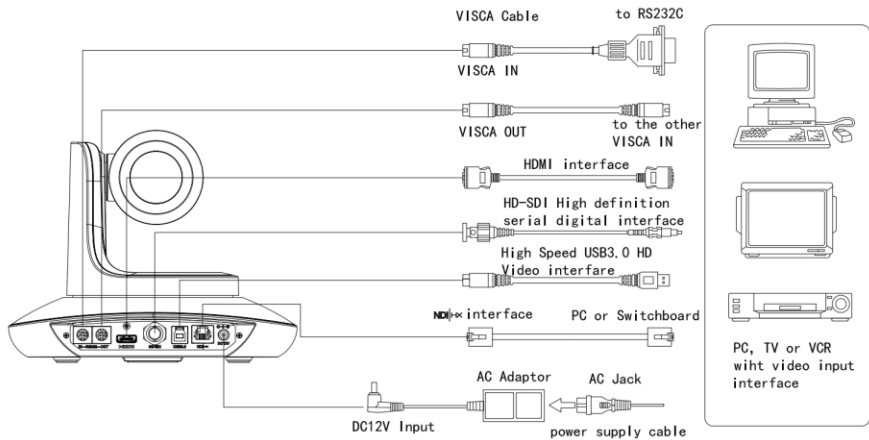 VISCA Cable
to RS232C
VISCA IN
VISCA OUT
to the other
VISCA IN
HDMI interface
HD-SDI High definition
serial digital interface
High Speed USB3.0 HD
Video interfare
NDI|HX interface
PC or Switchboard
AC Adaptor
AC Jack
DC12V Input
power supply cable
PC, TV or VCR
wiht video input
interface